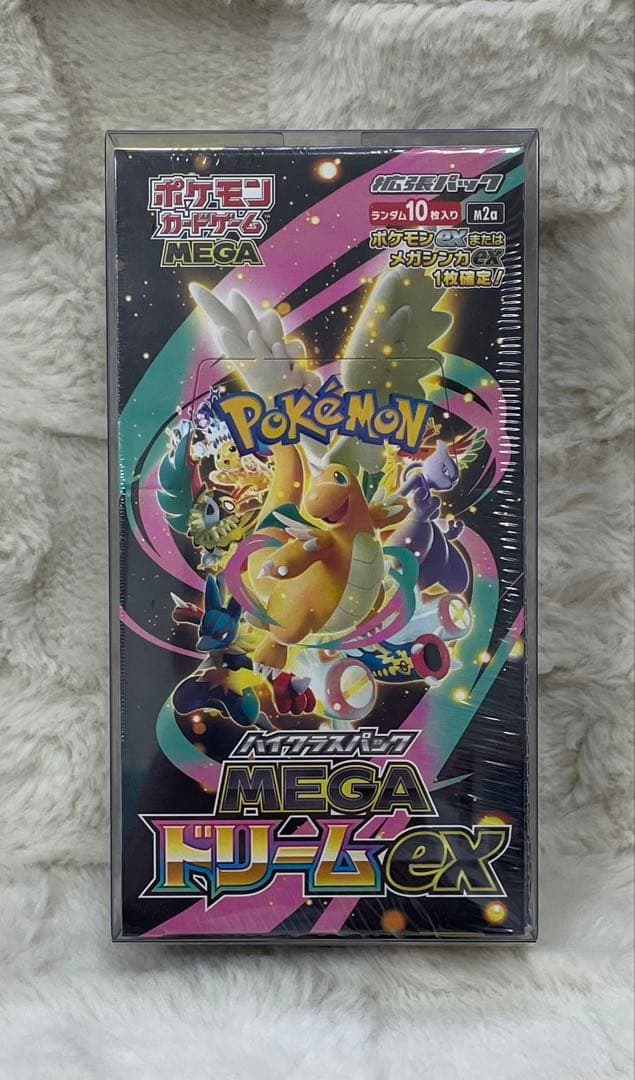 ポケモン
カードゲーム
MEGA
拡張パック
ランダム10枚入り
M2a
ポケモンexまたは
メガシンカex
1枚確定!
POKéMON
ハイクラスパック
MEGA
ドリームex